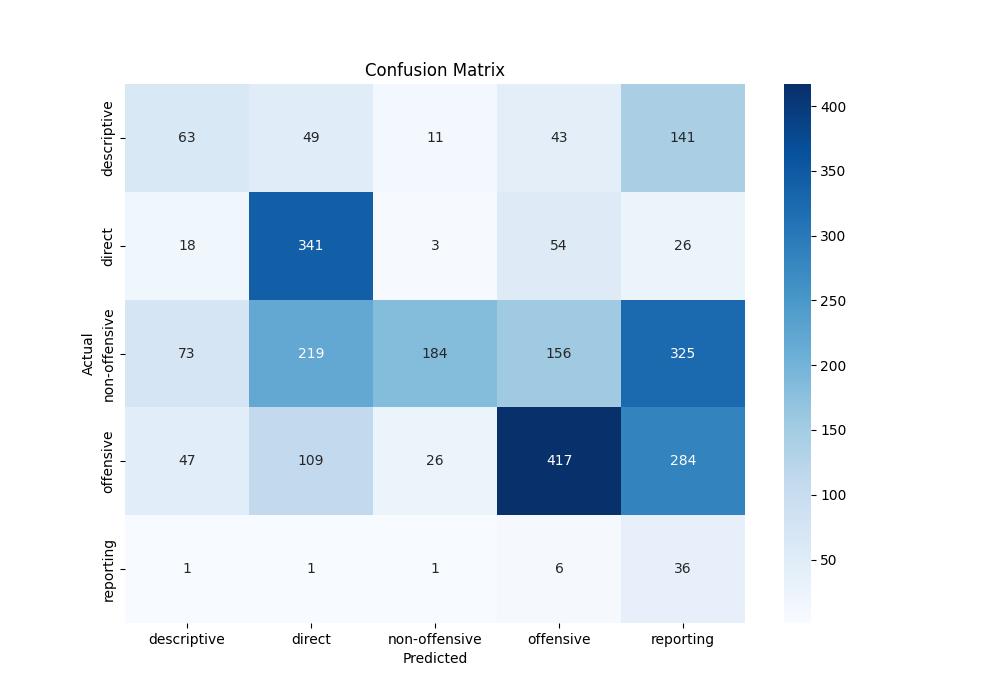 Confusion Matrix
descriptive 63 49 11 43 141
direct 18 341 3 54 26
non-offensive 73 219 184 156 325
offensive 47 109 26 417 284
reporting 1 1 1 6 36
descriptive direct non-offensive offensive reporting
Predicted
Actual
400
350
300
250
200
150
100
50